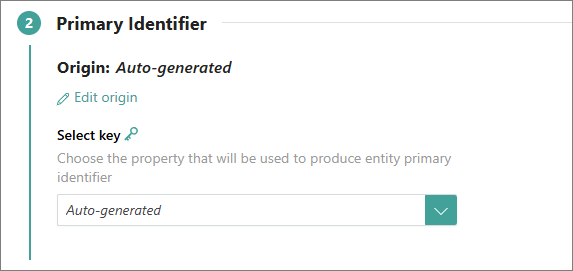 2 Primary Identifier
Origin: Auto-generated
Edit origin
Select key
Choose the property that will be used to produce entity primary
identifier
Auto-generated